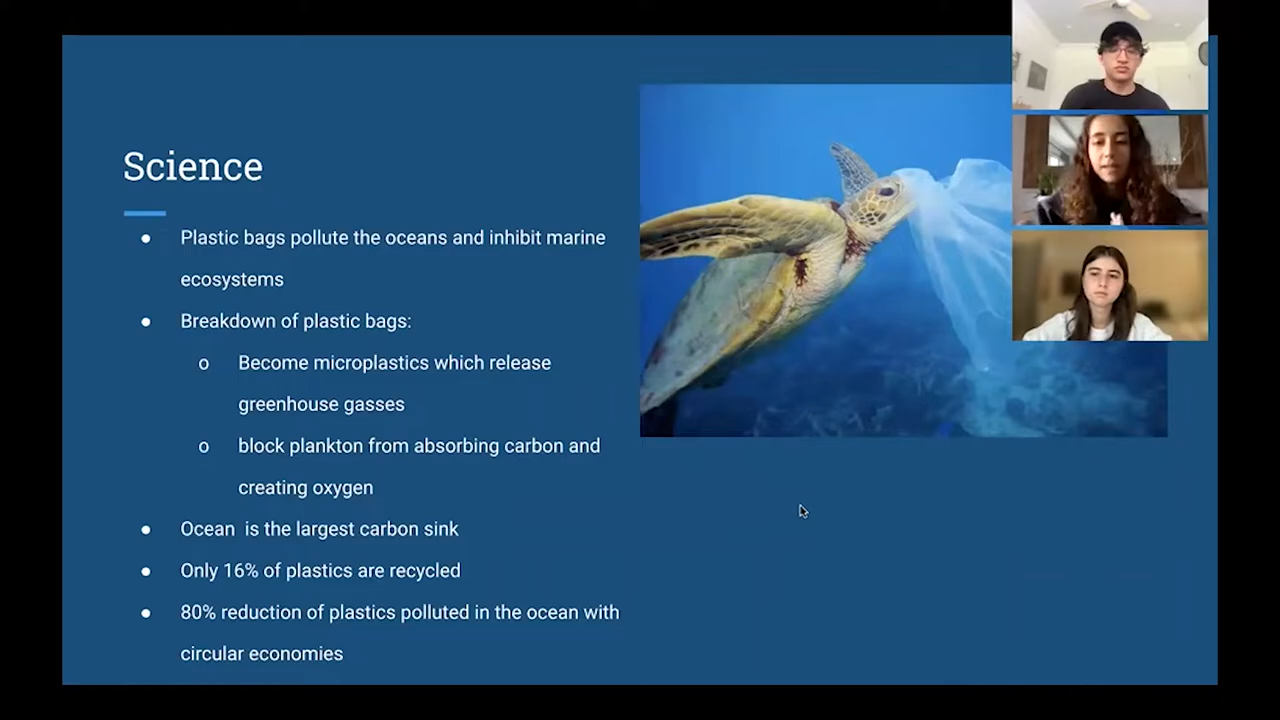 Science
● Plastic bags pollute the oceans and inhibit marine
ecosystems
● Breakdown of plastic bags:
o Become microplastics which release
greenhouse gasses
o block plankton from absorbing carbon and
creating oxygen
● Ocean  is the largest carbon sink
● Only 16% of plastics are recycled
● 80% reduction of plastics polluted in the ocean with
circular economies